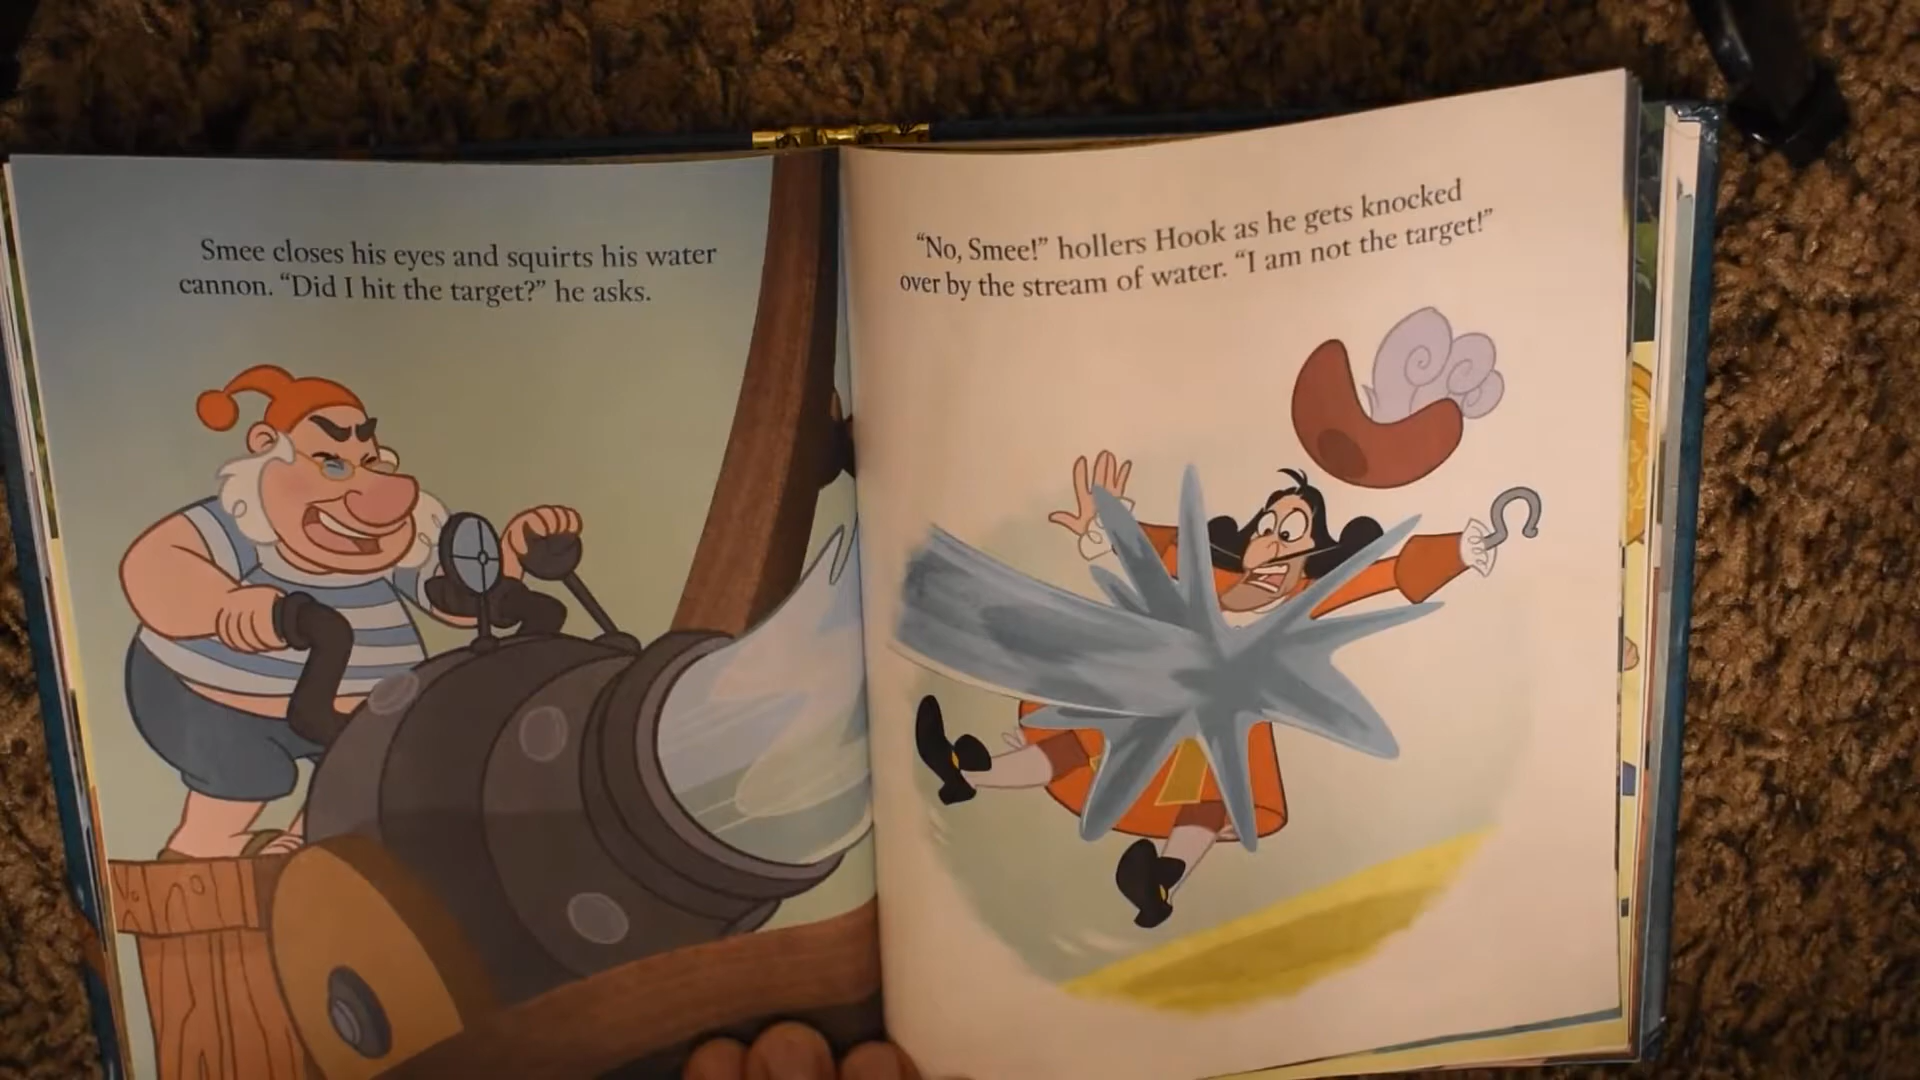 Smee closes his eyes and squirts his water
cannon. “Did I hit the target?” he asks.
“No, Smee!” hollers Hook as he gets knocked
over by the stream of water. “I am not the target!”